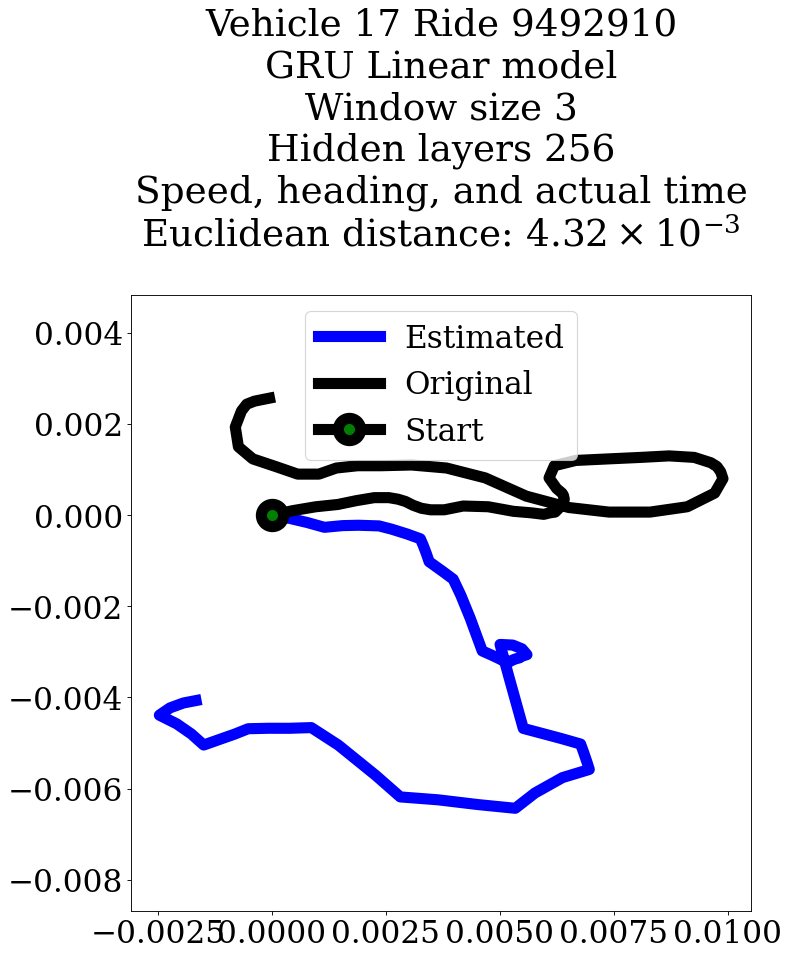 Vehicle 17 Ride 9492910
GRU Linear model
Window size 3
Hidden layers 256
Speed, heading, and actual time
Euclidean distance: 4.32 × 10⁻³
Estimated
Original
Start
0.004
0.002
0.000
−0.002
−0.004
−0.006
−0.008
−0.0025 0.0000 0.0025 0.0050 0.0075 0.0100